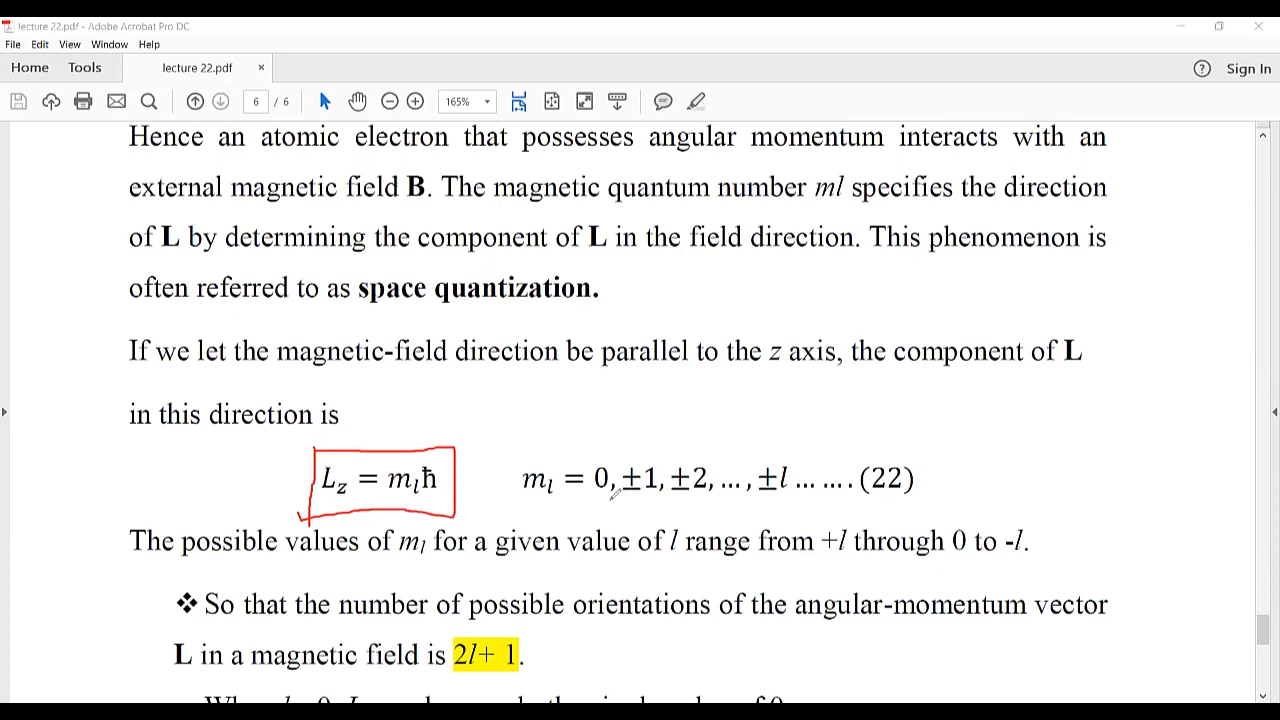 lecture 22.pdf - Adobe Acrobat Pro DC
File Edit View Window Help
Home Tools lecture 22.pdf × Sign In
6 / 6 165%
Hence an atomic electron that possesses angular momentum interacts with an
external magnetic field B. The magnetic quantum number ml specifies the direction
of L by determining the component of L in the field direction. This phenomenon is
often referred to as space quantization.
If we let the magnetic-field direction be parallel to the z axis, the component of L
in this direction is
L_z = m_lħ m_l = 0, ±1, ±2, … , ±l … … . (22)
The possible values of m_l for a given value of l range from +l through 0 to -l.
❖ So that the number of possible orientations of the angular-momentum vector
L in a magnetic field is 2l+ 1.